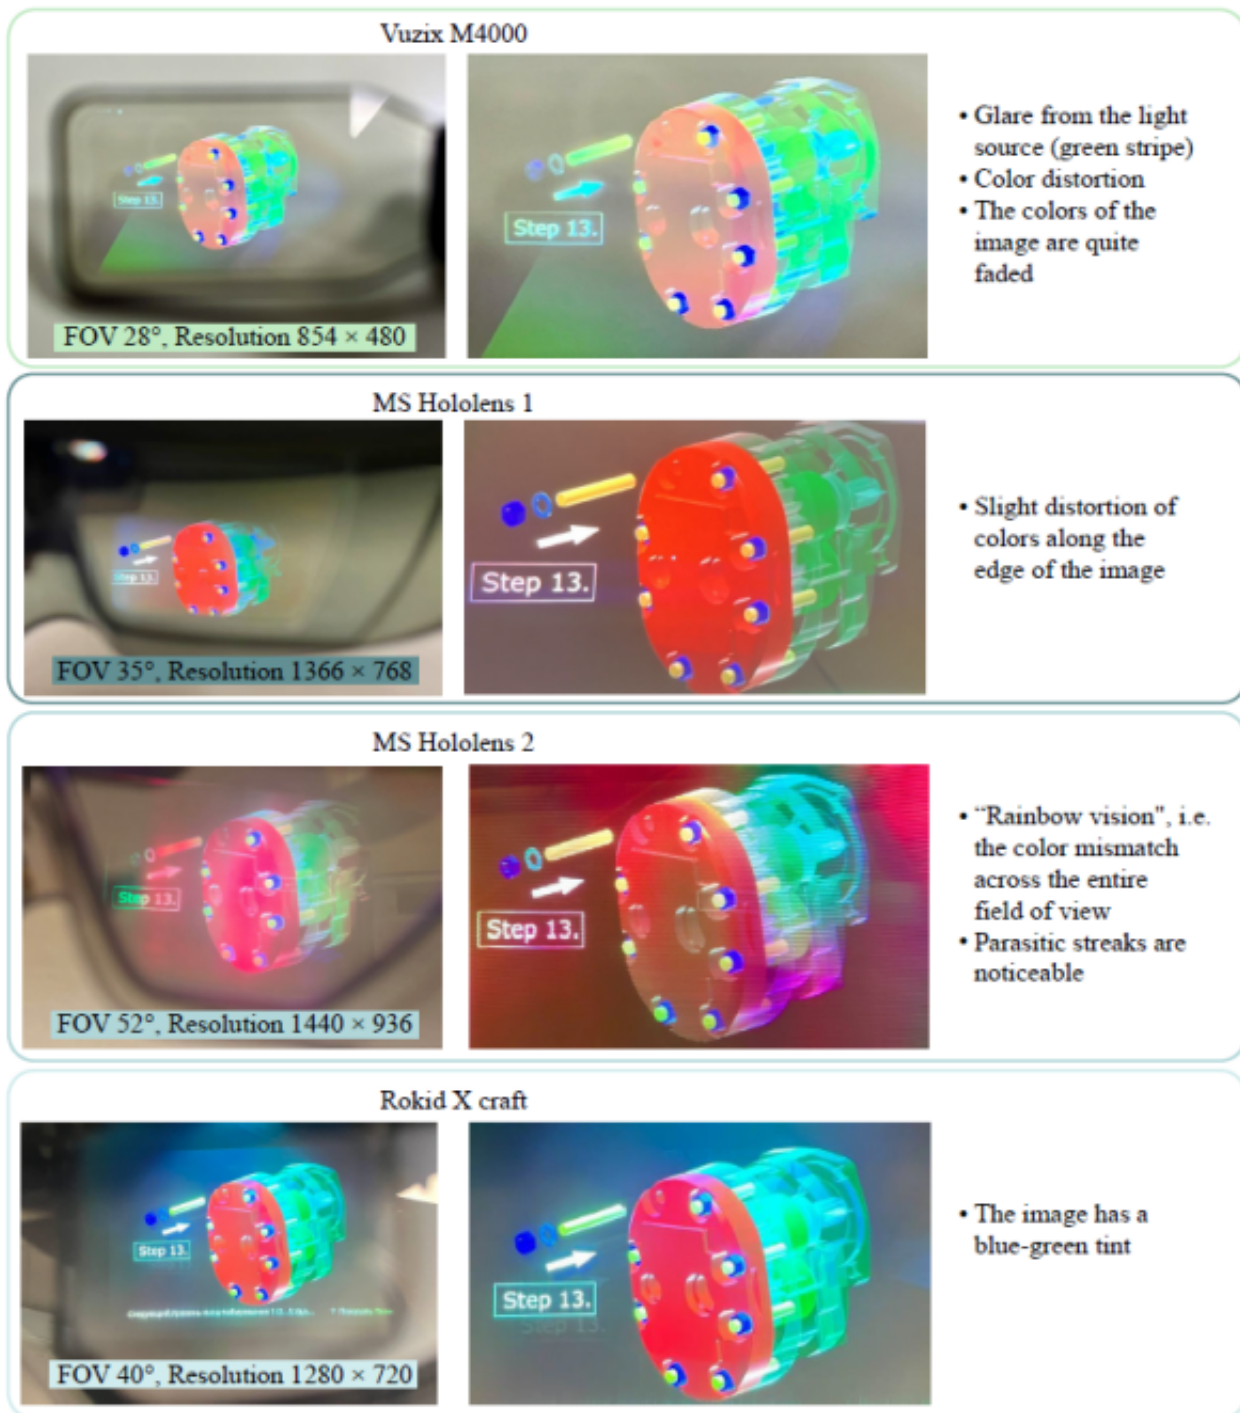 Vuzix M4000
Step 13.
Step 13.
FOV 28°, Resolution 854 × 480
• Glare from the light
source (green stripe)
• Color distortion
• The colors of the
image are quite
faded
MS Hololens 1
Step 13.
Step 13.
FOV 35°, Resolution 1366 × 768
• Slight distortion of
colors along the
edge of the image
MS Hololens 2
Step 13.
Step 13.
FOV 52°, Resolution 1440 × 936
• “Rainbow vision", i.e.
the color mismatch
across the entire
field of view
• Parasitic streaks are
noticeable
Rokid X craft
Step 13.
Step 13.
Step 13.
FOV 40°, Resolution 1280 × 720
• The image has a
blue-green tint